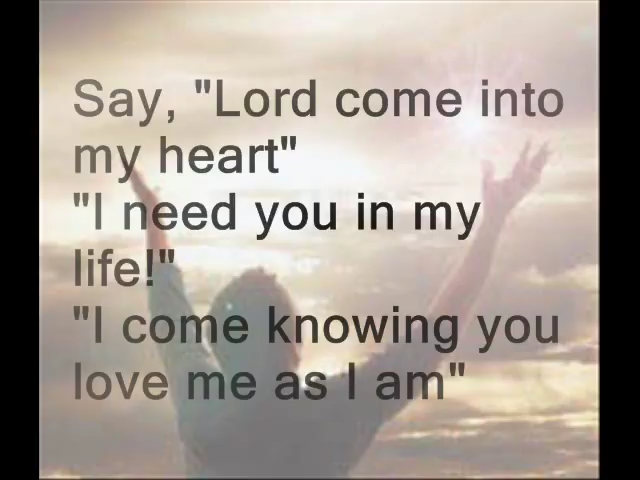 Say, "Lord come into
my heart"
"I need you in my
life!"
"I come knowing you
love me as I am"